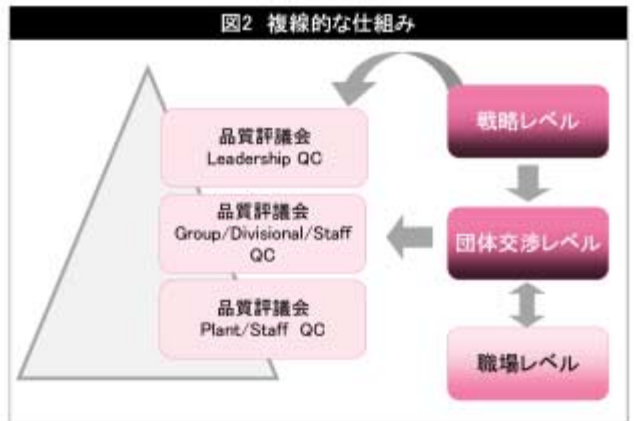 図2 複線的な仕組み
品質評議会
Leadership QC
品質評議会
Group/Divisional/Staff
QC
品質評議会
Plant/Staff QC
戦略レベル
団体交渉レベル
職場レベル